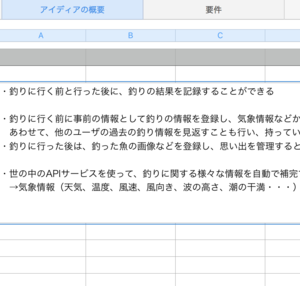 アイディアの概要
要件
A
B
C
・釣りに行く前と行った後に、釣りの結果を記録することができる
・釣りに行く前に事前の情報として釣りの情報を登録し、気象情報などか
あわせて、他のユーザの過去の釣り情報を見返すことも行い、持ってい
・釣りに行った後は、釣った魚の画像などを登録し、思い出を管理すると
・世の中のAPIサービスを使って、釣りに関する様々な情報を自動で補完
→気象情報（天気、温度、風速、風向き、波の高さ、潮の干満・・・）